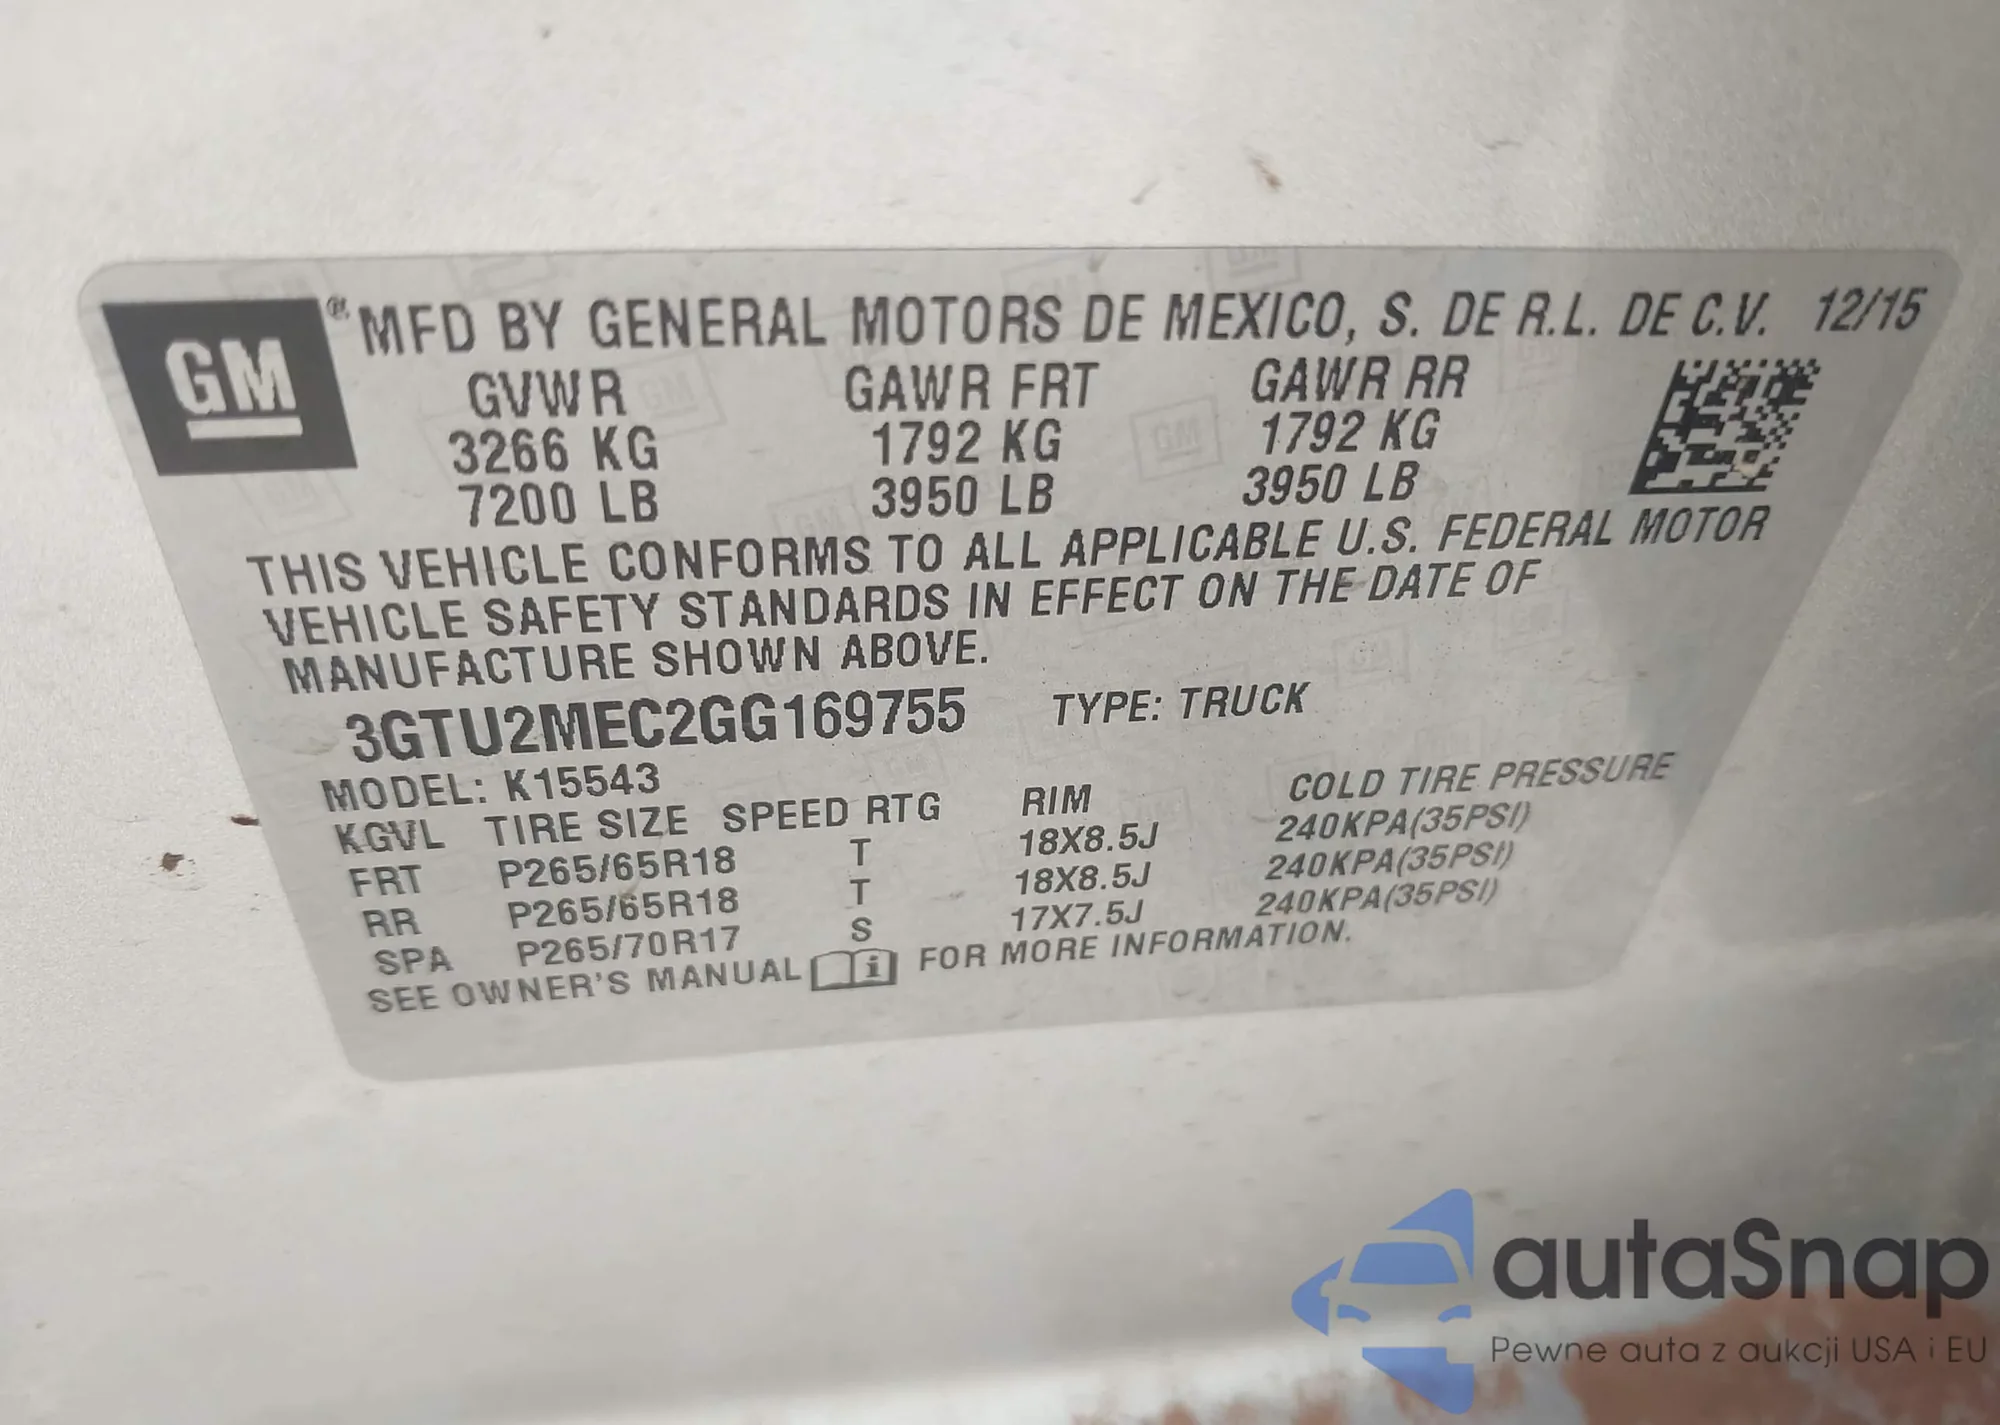 GM
® MFD BY GENERAL MOTORS DE MEXICO, S. DE R.L. DE C.V. 12/15
GVWR GAWR FRT GAWR RR
3266 KG 1792 KG 1792 KG
7200 LB 3950 LB 3950 LB
THIS VEHICLE CONFORMS TO ALL APPLICABLE U.S. FEDERAL MOTOR
VEHICLE SAFETY STANDARDS IN EFFECT ON THE DATE OF
MANUFACTURE SHOWN ABOVE.
3GTU2MEC2GG169755 TYPE: TRUCK
MODEL: K15543
KGVL TIRE SIZE SPEED RTG RIM COLD TIRE PRESSURE
FRT P265/65R18 T 18X8.5J 240KPA(35PSI)
RR P265/65R18 T 18X8.5J 240KPA(35PSI)
SPA P265/70R17 S 17X7.5J 240KPA(35PSI)
SEE OWNER'S MANUAL i FOR MORE INFORMATION.
autaSnap
Pewne auta z aukcji USA i EU